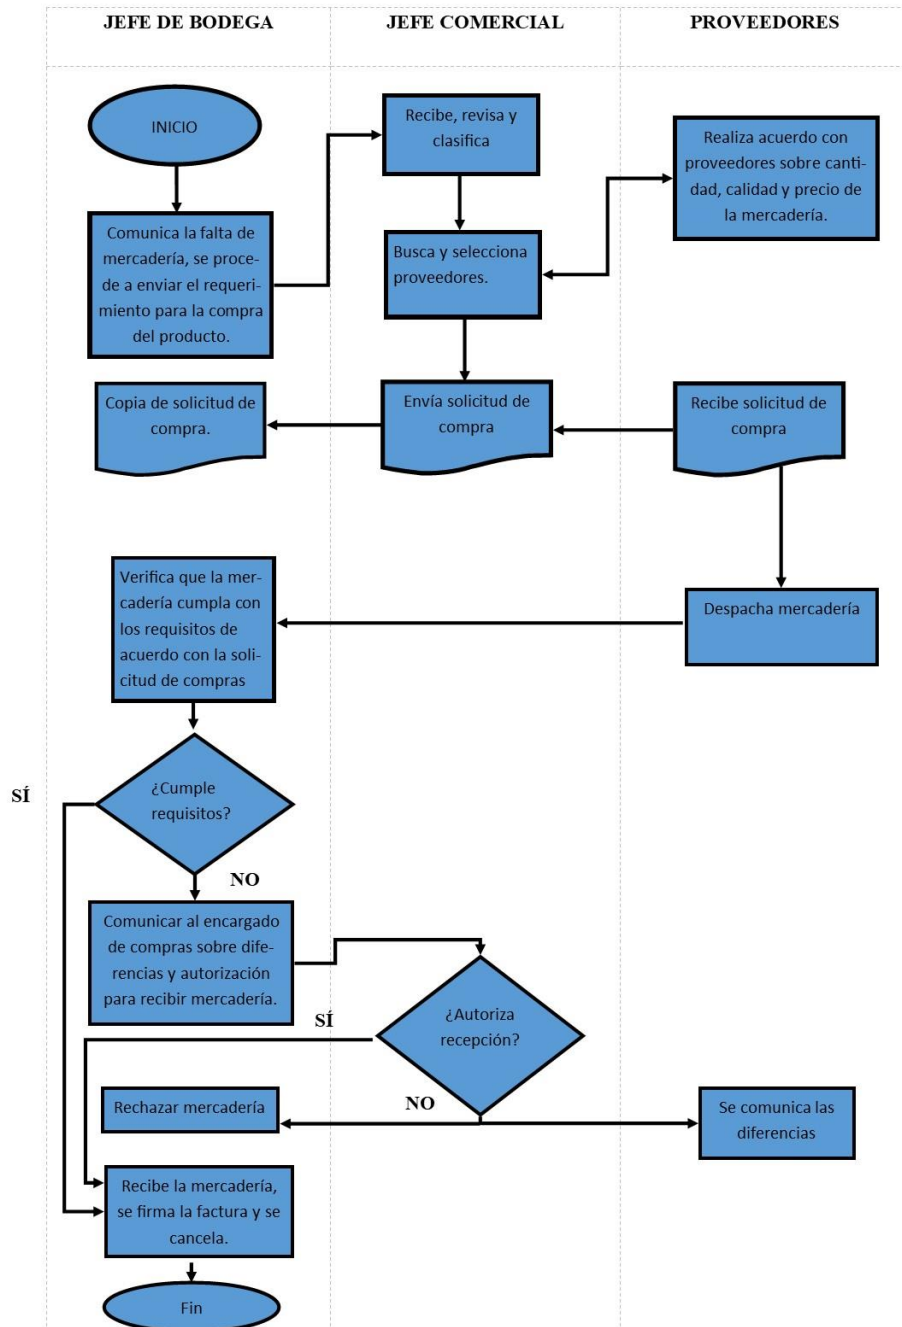 JEFE DE BODEGA
JEFE COMERCIAL
PROVEEDORES
INICIO
Recibe, revisa y
clasifica
Realiza acuerdo con
proveedores sobre canti-
dad, calidad y precio de
la mercadería.
Comunica la falta de
mercadería, se proce-
de a enviar el requeri-
miento para la compra
del producto.
Busca y selecciona
proveedores.
Copia de solicitud de
compra.
Envía solicitud de
compra
Recibe solicitud de
compra
Verifica que la mer-
cadería cumpla con
los requisitos de
acuerdo con la soli-
citud de compras
Despacha mercadería
SÍ
¿Cumple
requisitos?
NO
Comunicar al encargado
de compras sobre dife-
rencias y autorización
para recibir mercadería.
SÍ
¿Autoriza
recepción?
NO
Rechazar mercadería
Se comunica las
diferencias
Recibe la mercadería,
se firma la factura y se
cancela.
Fin